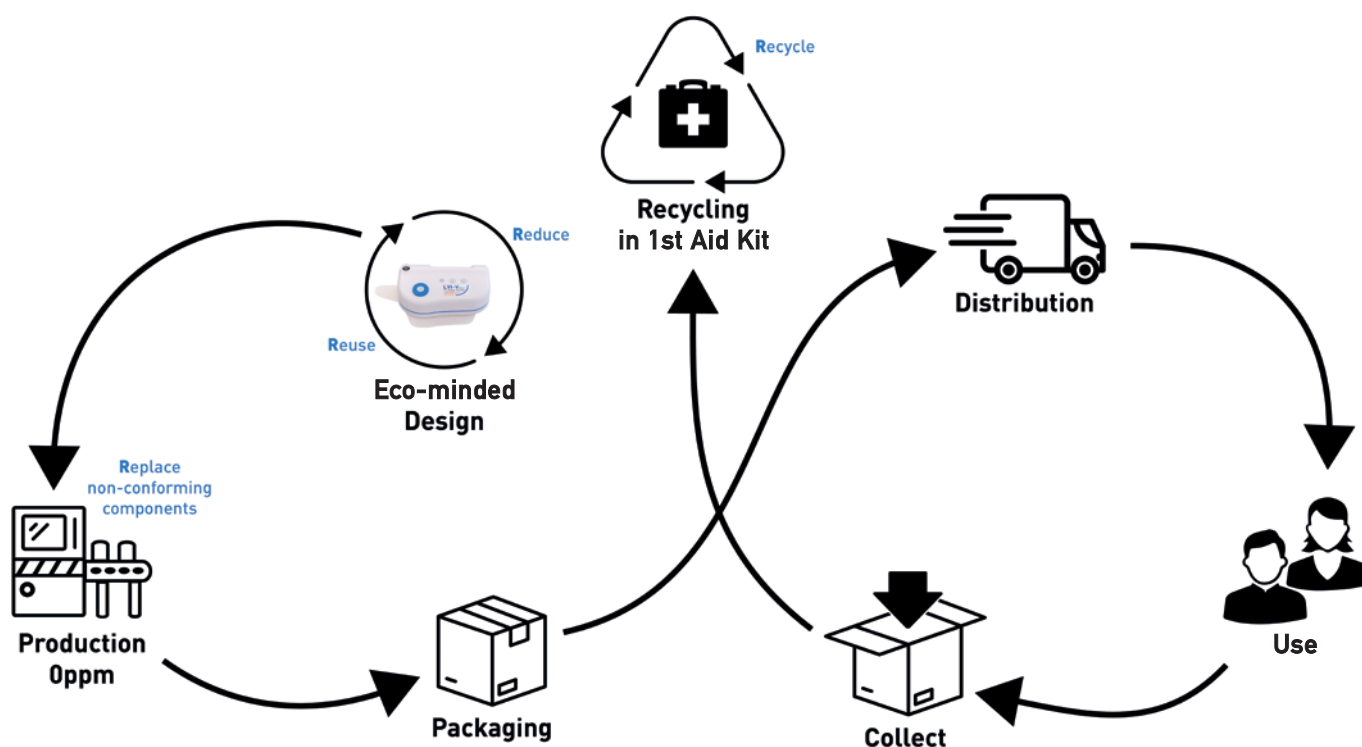 Recycle
Recycling
in 1st Aid Kit
Reduce
Reuse
Eco-minded
Design
Distribution
Replace
non-conforming
components
Production
0ppm
Packaging
Use
Collect